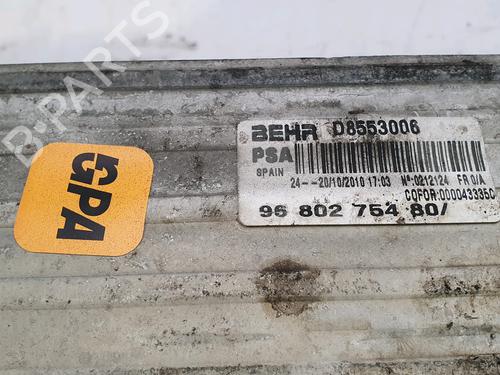 B-PARTS
GPA
BEHR D8553006
PSA
SPAIN 24--20/10/2010 17:03 Nº:0212124 FR 0/A
COFOR:000043335C
96 802 754 80/